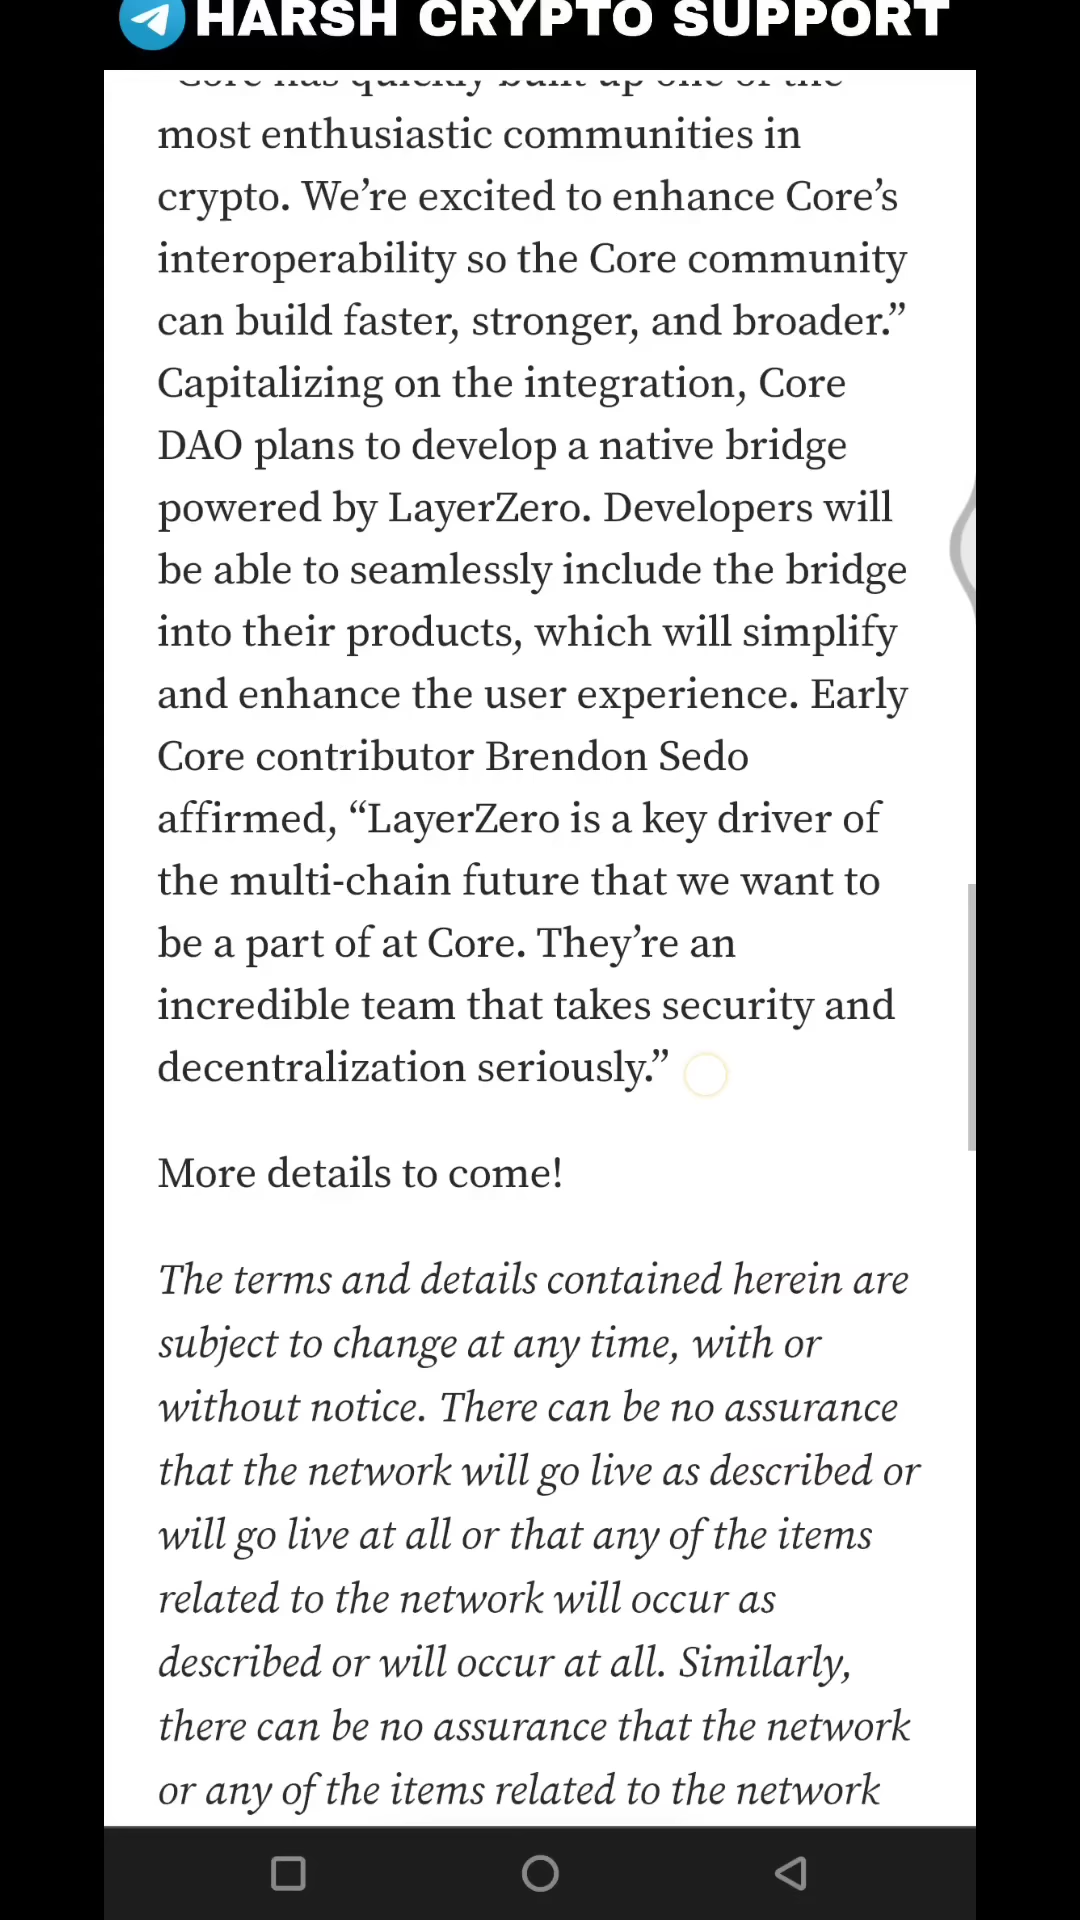 HARSH CRYPTO SUPPORT
Core has quickly built up one of the
most enthusiastic communities in
crypto. We’re excited to enhance Core’s
interoperability so the Core community
can build faster, stronger, and broader.”
Capitalizing on the integration, Core
DAO plans to develop a native bridge
powered by LayerZero. Developers will
be able to seamlessly include the bridge
into their products, which will simplify
and enhance the user experience. Early
Core contributor Brendon Sedo
affirmed, “LayerZero is a key driver of
the multi-chain future that we want to
be a part of at Core. They’re an
incredible team that takes security and
decentralization seriously.”
More details to come!
The terms and details contained herein are
subject to change at any time, with or
without notice. There can be no assurance
that the network will go live as described or
will go live at all or that any of the items
related to the network will occur as
described or will occur at all. Similarly,
there can be no assurance that the network
or any of the items related to the network